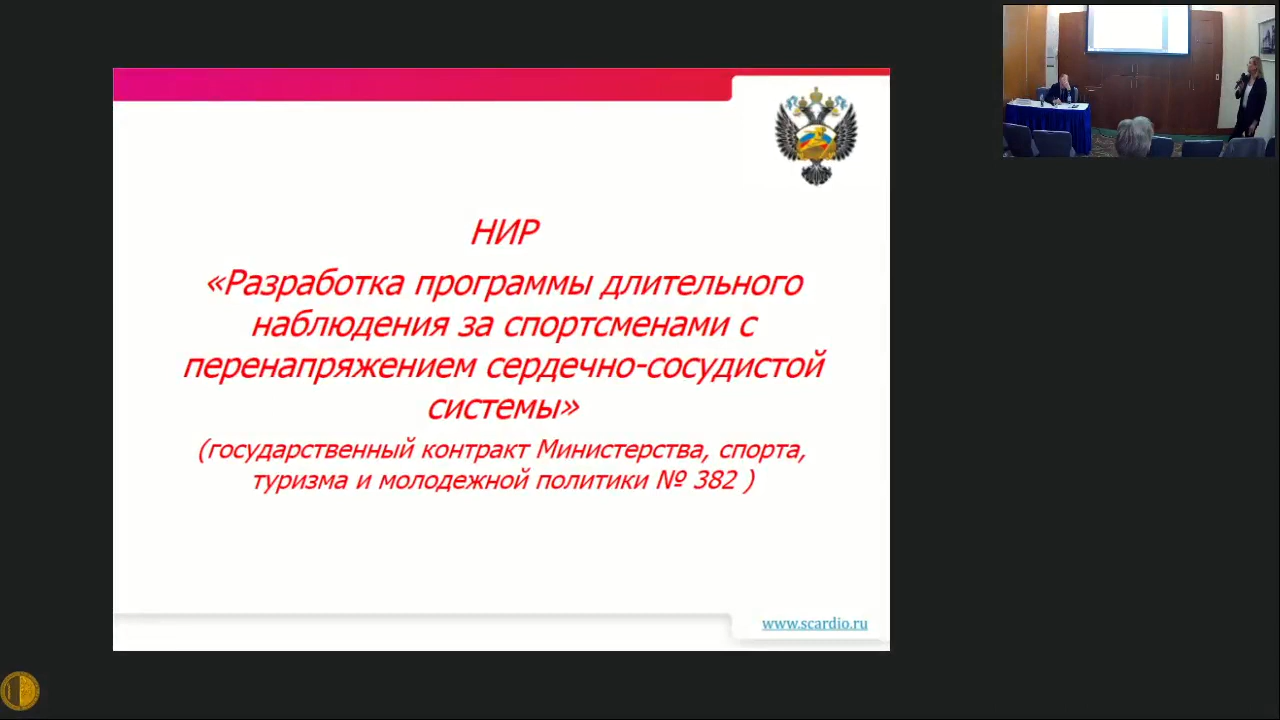 НИР
«Разработка программы длительного
наблюдения за спортсменами с
перенапряжением сердечно-сосудистой
системы»
(государственный контракт Министерства, спорта,
туризма и молодежной политики № 382 )
www.scardio.ru